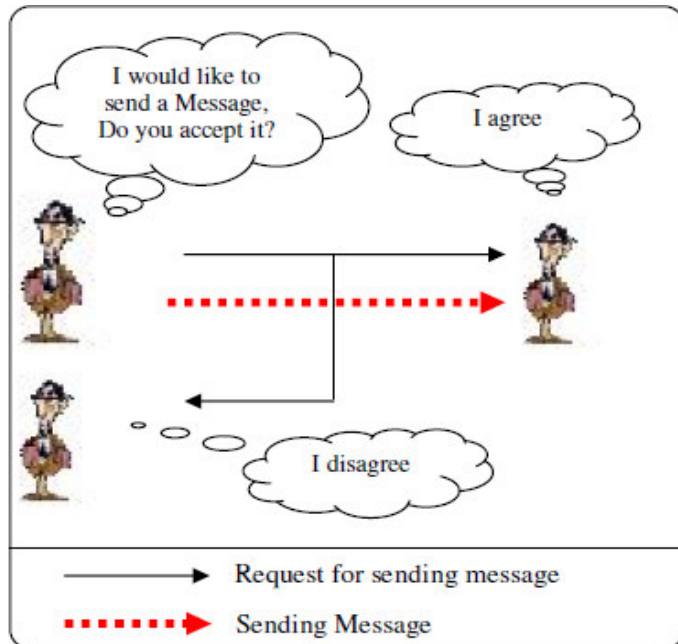 I would like to
send a Message,
Do you accept it?
I agree
I disagree
Request for sending message
Sending Message